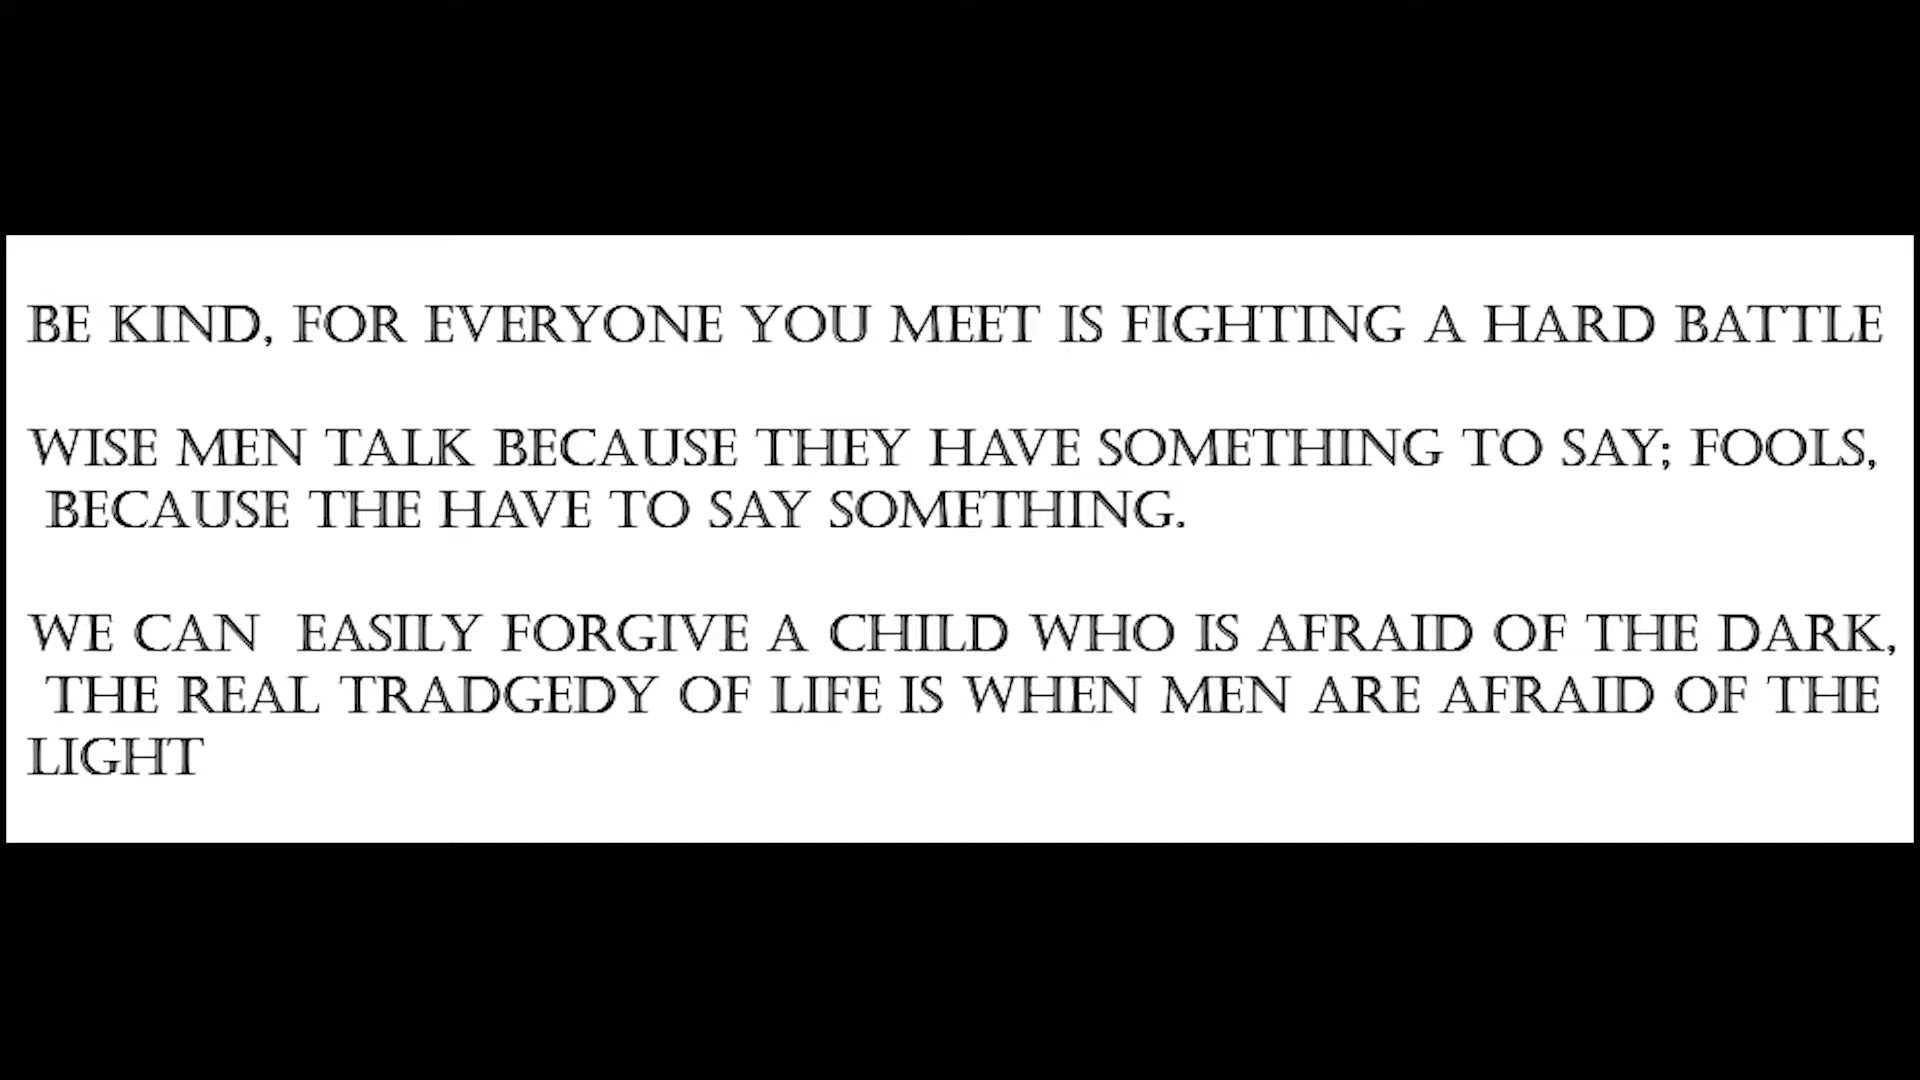 BE KIND, FOR EVERYONE YOU MEET IS FIGHTING A HARD BATTLE
WISE MEN TALK BECAUSE THEY HAVE SOMETHING TO SAY; FOOLS,
BECAUSE THE HAVE TO SAY SOMETHING.
WE CAN EASILY FORGIVE A CHILD WHO IS AFRAID OF THE DARK,
THE REAL TRADGEDY OF LIFE IS WHEN MEN ARE AFRAID OF THE
LIGHT